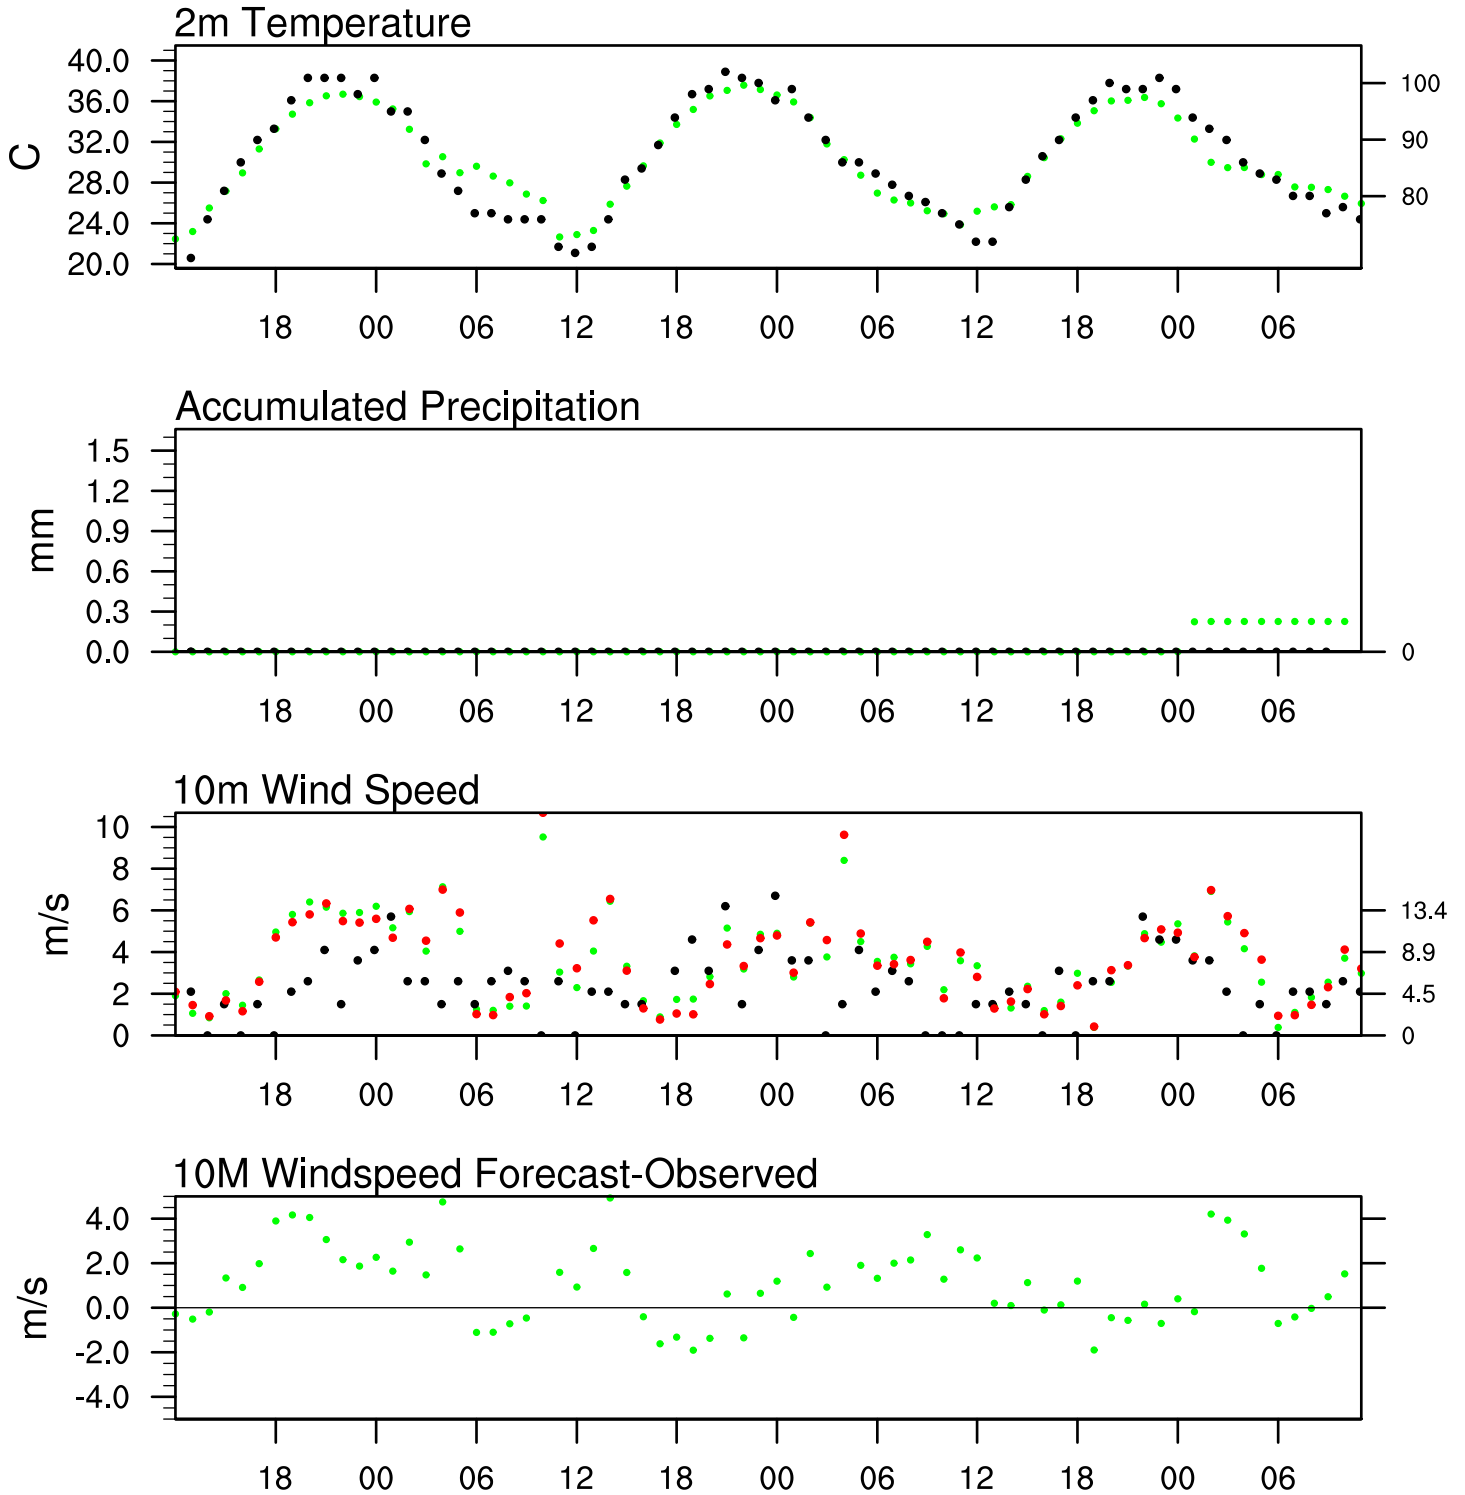 2m Temperature
40.0
36.0
32.0
28.0
24.0
20.0
C
100
90
80
18 00 06 12 18 00 06 12 18 00 06
Accumulated Precipitation
1.5
1.2
0.9
0.6
0.3
0.0
mm
0
18 00 06 12 18 00 06 12 18 00 06
10m Wind Speed
10
8
6
4
2
0
m/s
13.4
8.9
4.5
0
18 00 06 12 18 00 06 12 18 00 06
10M Windspeed Forecast-Observed
4.0
2.0
0.0
-2.0
-4.0
m/s
18 00 06 12 18 00 06 12 18 00 06